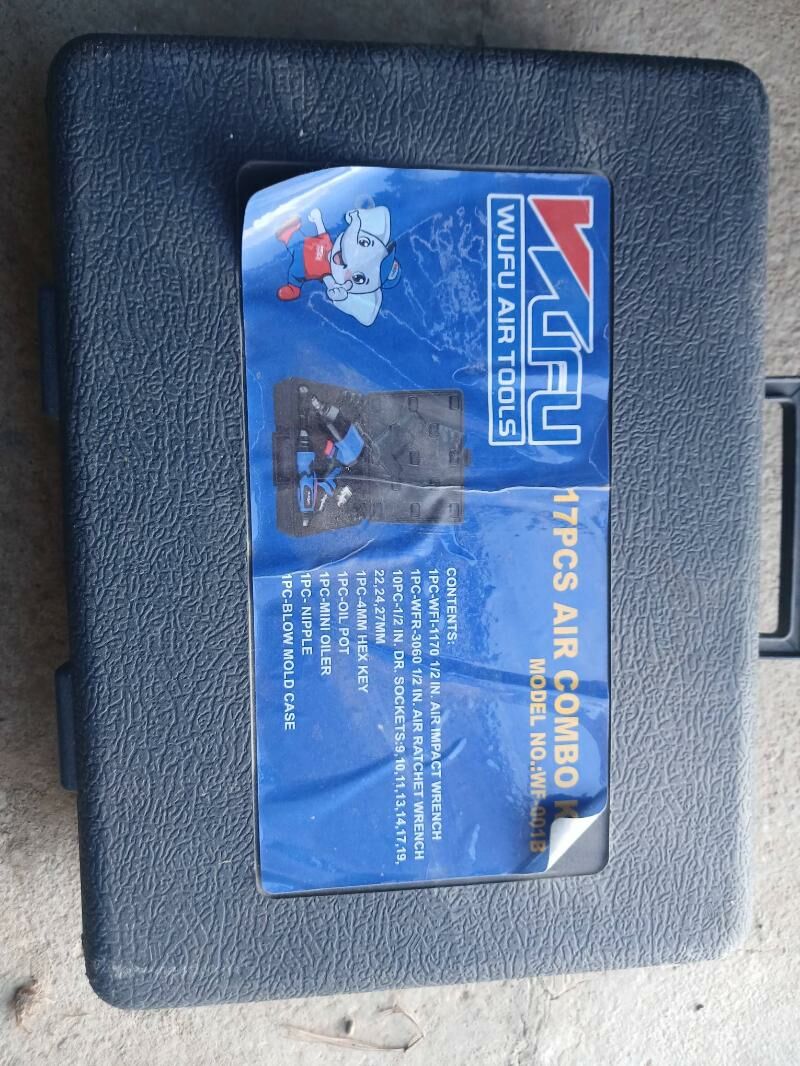 WUFU
WUFU AIR TOOLS
17PCS AIR COMBO
MODEL NO.:WF-001B
CONTENTS:
1PC-WFI-1170 1/2 IN. AIR IMPACT WRENCH
1PC-WFR-3060 1/2 IN. AIR RATCHET WRENCH
10PC-1/2 IN. DR. SOCKETS:9,10,11,13,14,17,19,
22,24,27MM
1PC-4MM HEX KEY
1PC-OIL POT
1PC-MINI OILER
1PC- NIPPLE
1PC-BLOW MOLD CASE